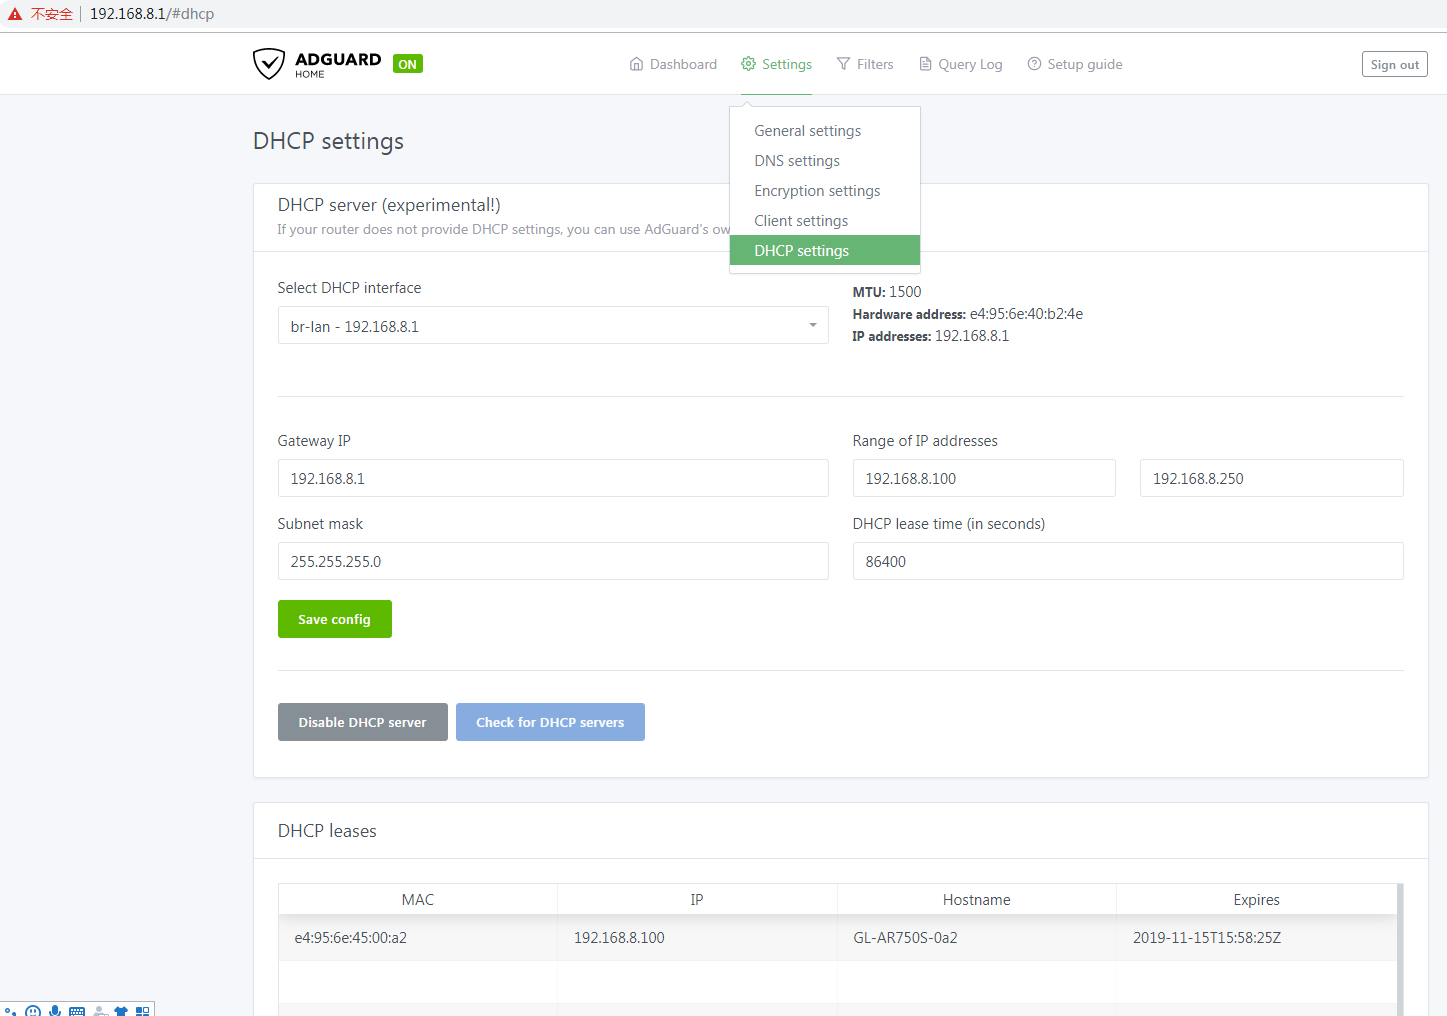 不安全 192.168.8.1/#dhcp
ADGUARD HOME ON
Dashboard Settings Filters Query Log Setup guide Sign out
General settings
DNS settings
Encryption settings
Client settings
DHCP settings
DHCP settings
DHCP server (experimental!)
If your router does not provide DHCP settings, you can use AdGuard's ow
Select DHCP interface
br-lan - 192.168.8.1
MTU: 1500
Hardware address: e4:95:6e:40:b2:4e
IP addresses: 192.168.8.1
Gateway IP
192.168.8.1
Range of IP addresses
192.168.8.100 192.168.8.250
Subnet mask
255.255.255.0
DHCP lease time (in seconds)
86400
Save config
Disable DHCP server Check for DHCP servers
DHCP leases
MAC IP Hostname Expires
e4:95:6e:45:00:a2 192.168.8.100 GL-AR750S-0a2 2019-11-15T15:58:25Z